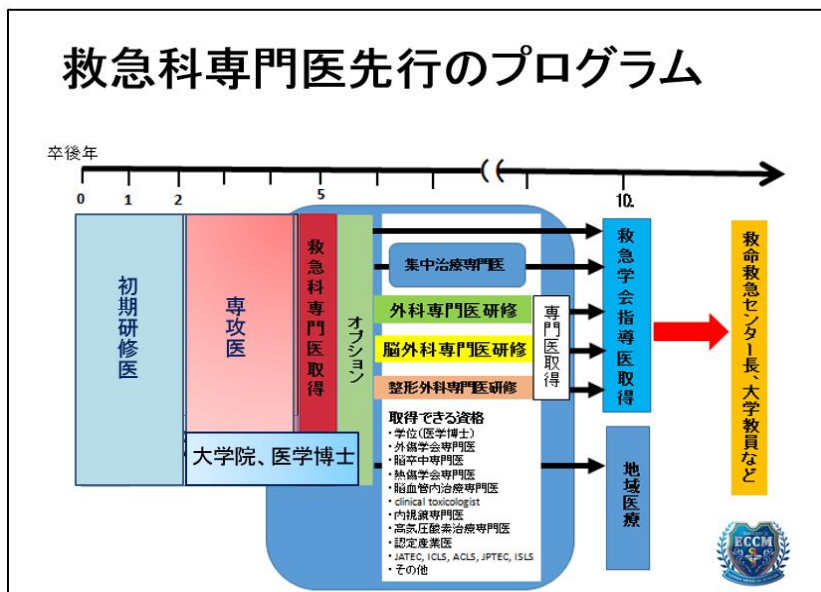 救急科専門医先行のプログラム
卒後年
0 1 2 5 10.
初期研修医
専攻医
救急科専門医取得
オプション
集中治療専門医
外科専門医研修
脳外科専門医研修
整形外科専門医研修
専門医取得
救急学会指導医取得
救命救急センター長、大学教員など
大学院、医学博士
取得できる資格
・学位(医学博士)
・外傷学会専門医
・脳卒中専門医
・熱傷学会専門医
・脳血管内治療専門医
・clinical toxicologist
・内視鏡専門医
・高気圧酸素治療専門医
・認定産業医
・JATEC, ICLS, ACLS, JPTEC, ISLS
・その他
地域医療
ECCM